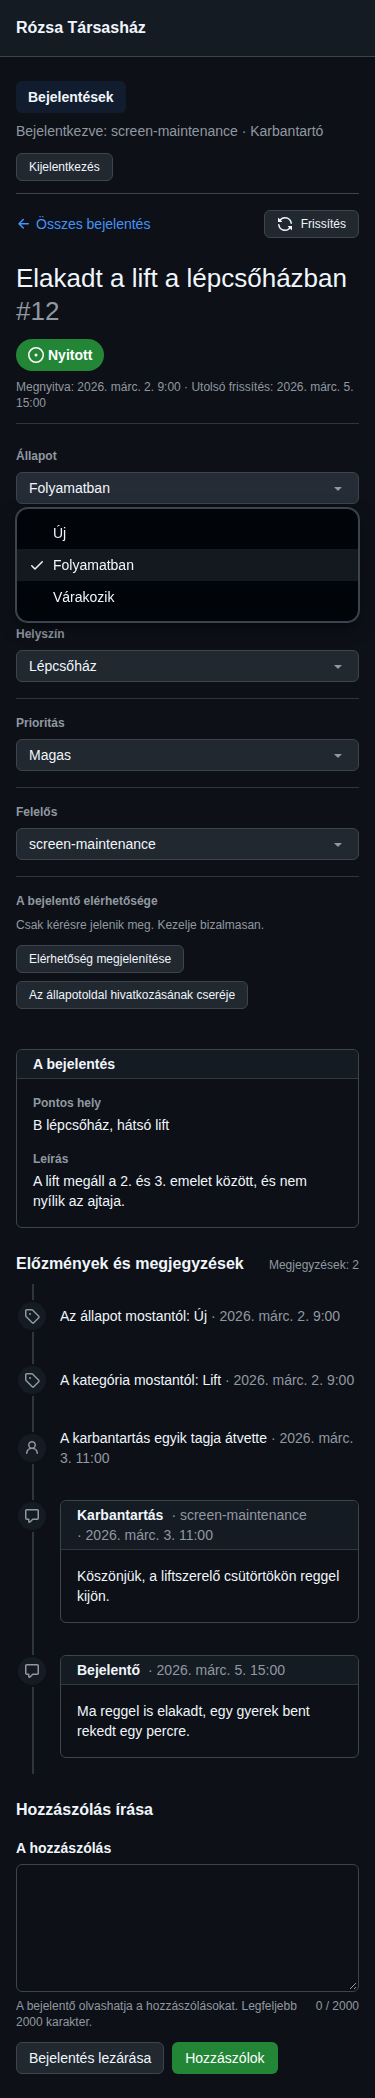 Rózsa Társasház
Bejelentések
Bejelentkezve: screen-maintenance · Karbantartó
Kijelentkezés
← Összes bejelentés
Frissítés
Elakadt a lift a lépcsőházban
#12
Nyitott
Megnyitva: 2026. márc. 2. 9:00 · Utolsó frissítés: 2026. márc. 5.
15:00
Állapot
Folyamatban
Új
Folyamatban
Várakozik
Helyszín
Lépcsőház
Prioritás
Magas
Felelős
screen-maintenance
A bejelentő elérhetősége
Csak kérésre jelenik meg. Kezelje bizalmasan.
Elérhetőség megjelenítése
Az állapotoldal hivatkozásának cseréje
A bejelentés
Pontos hely
B lépcsőház, hátsó lift
Leírás
A lift megáll a 2. és 3. emelet között, és nem
nyílik az ajtaja.
Előzmények és megjegyzések
Megjegyzések: 2
Az állapot mostantól: Új · 2026. márc. 2. 9:00
A kategória mostantól: Lift · 2026. márc. 2. 9:00
A karbantartás egyik tagja átvette · 2026. márc.
3. 11:00
Karbantartás · screen-maintenance
· 2026. márc. 3. 11:00
Köszönjük, a liftszerelő csütörtökön reggel
kijön.
Bejelentő · 2026. márc. 5. 15:00
Ma reggel is elakadt, egy gyerek bent
rekedt egy percre.
Hozzászólás írása
A hozzászólás
A bejelentő olvashatja a hozzászólásokat. Legfeljebb
2000 karakter.
0 / 2000
Bejelentés lezárása
Hozzászólok